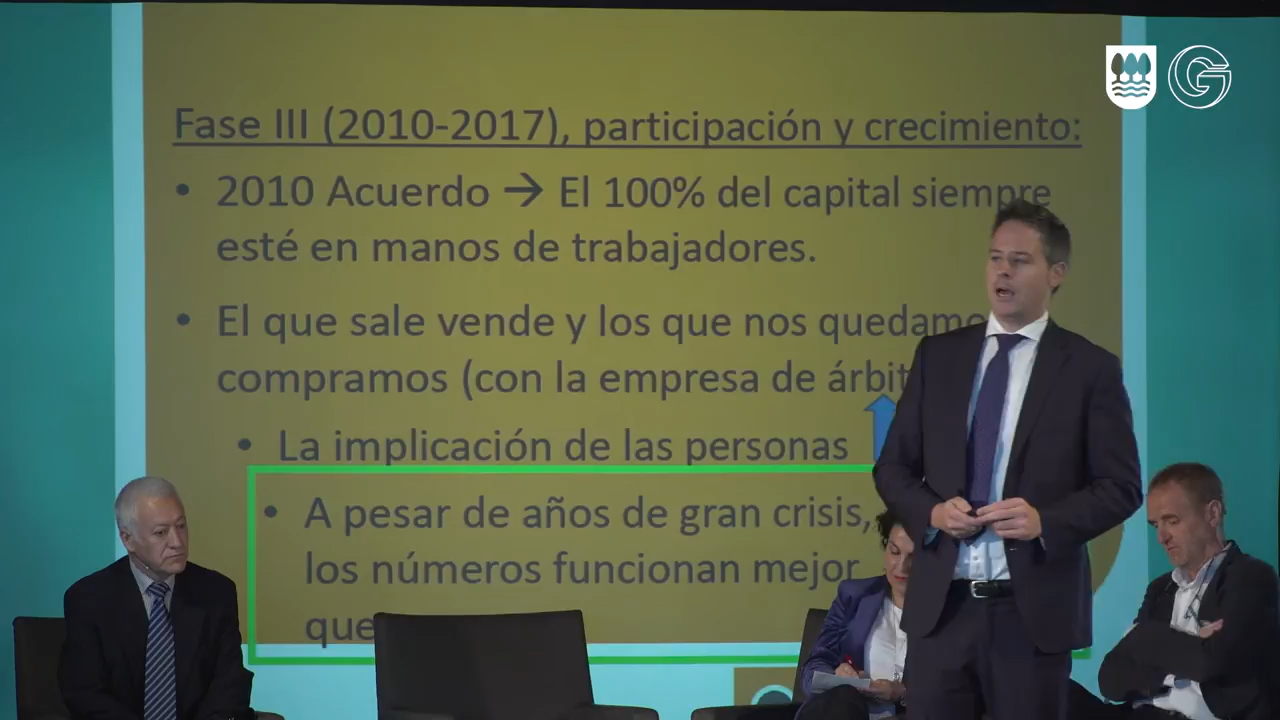 Fase III (2010-2017), participación y crecimiento:
• 2010 Acuerdo → El 100% del capital siempre
esté en manos de trabajadores.
• El que sale vende y los que nos
compramos (con la empresa de
• La implicación de las personas
• A pesar de años de gran crisis,
los números funcionan mejor
que
G